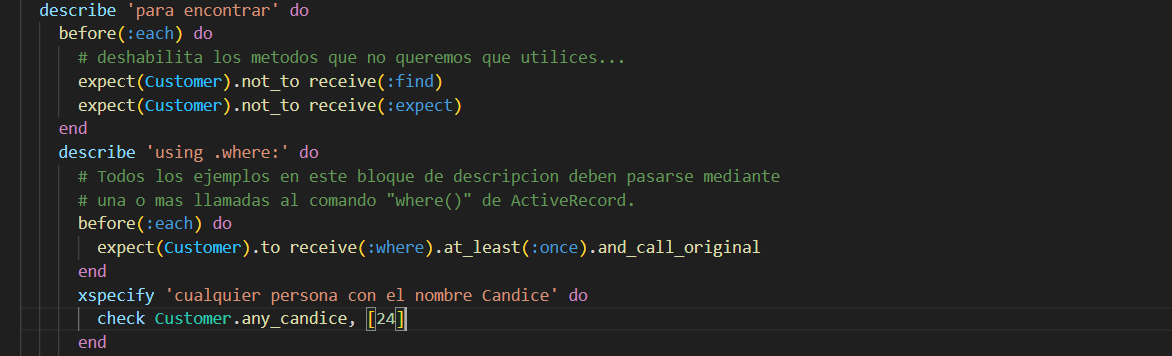 describe 'para encontrar' do
before(:each) do
# deshabilita los metodos que no queremos que utilices...
expect(Customer).not_to receive(:find)
expect(Customer).not_to receive(:expect)
end
describe 'using .where:' do
# Todos los ejemplos en este bloque de descripcion deben pasarse mediante
# una o mas llamadas al comando "where()" de ActiveRecord.
before(:each) do
expect(Customer).to receive(:where).at_least(:once).and_call_original
end
xspecify 'cualquier persona con el nombre Candice' do
check Customer.any_candice, [24]
end